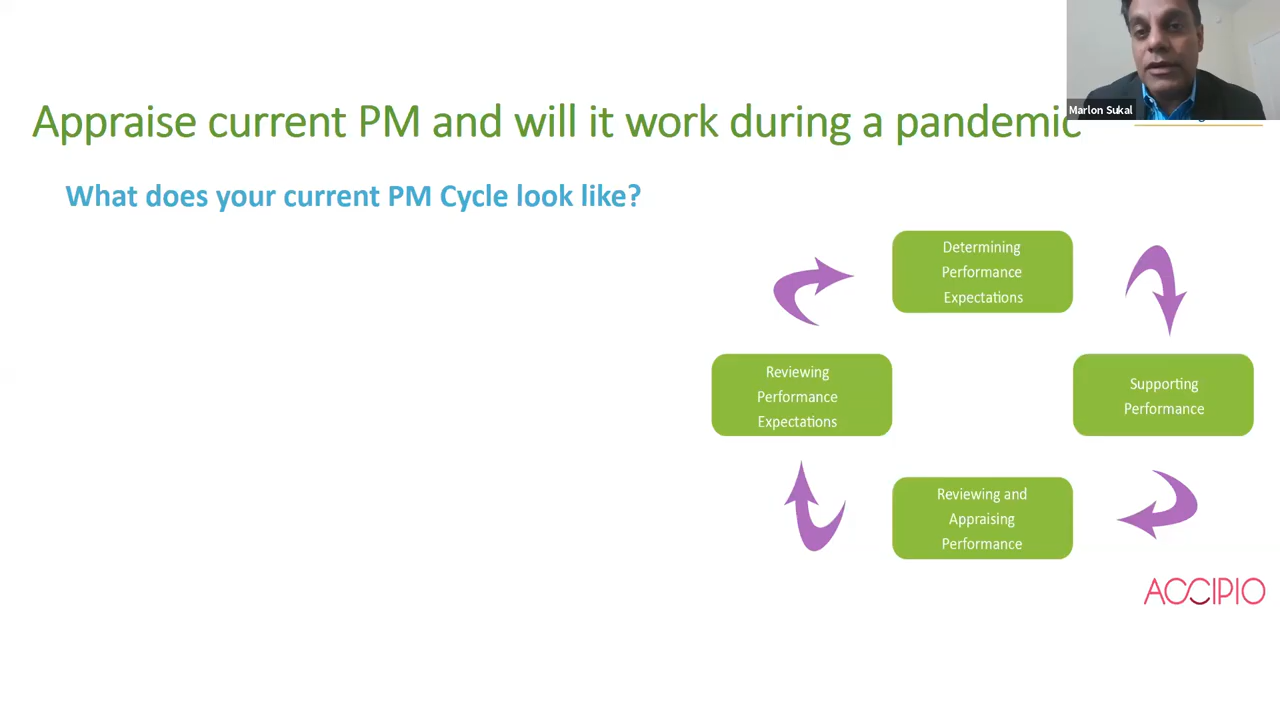 Marlon Sukal
Appraise current PM and will it work during a pandemic
What does your current PM Cycle look like?
Determining
Performance
Expectations
Supporting
Performance
Reviewing and
Appraising
Performance
Reviewing
Performance
Expectations
ACCIPIO